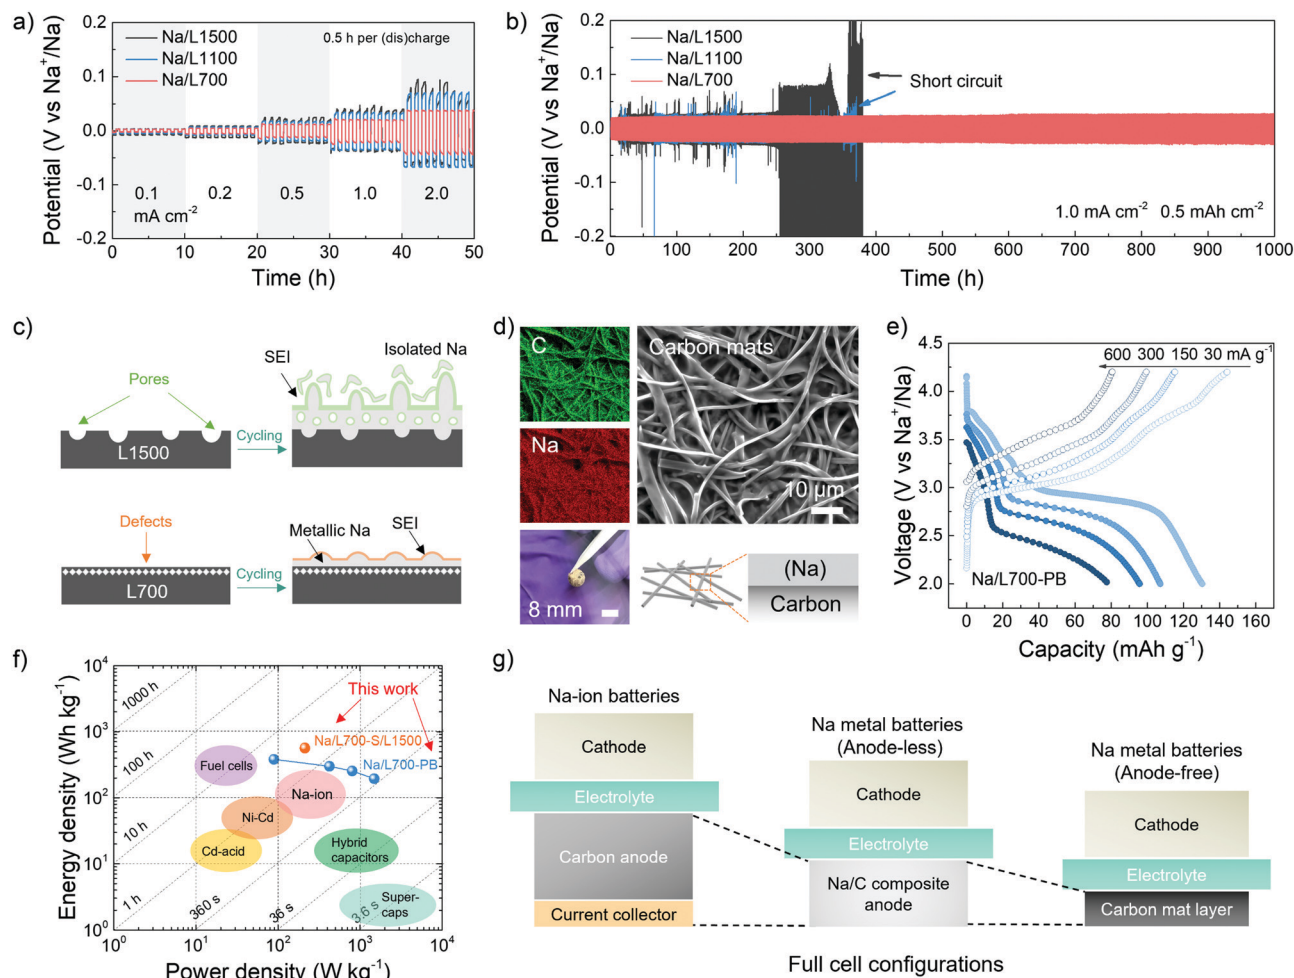 a)
Potential (V vs Na⁺/Na)
0.2
0.1
0.0
-0.1
-0.2
Na/L1500
Na/L1100
Na/L700
0.5 h per (dis)charge
0.1
0.2
0.5
1.0
2.0
mA cm⁻²
0
10
20
30
40
50
Time (h)
b)
Potential (V vs Na⁺/Na)
0.2
0.1
0.0
-0.1
-0.2
Na/L1500
Na/L1100
Na/L700
Short circuit
1.0 mA cm⁻² 0.5 mAh cm⁻²
0
100
200
300
400
500
600
700
800
900
1000
Time (h)
c)
Pores
L1500
Cycling
SEI
Isolated Na
Defects
L700
Cycling
Metallic Na
SEI
d)
C
Na
8 mm
Carbon mats
10 µm
(Na)
Carbon
e)
Voltage (V vs Na⁺/Na)
4.5
4.0
3.5
3.0
2.5
2.0
600 300 150 30 mA g⁻¹
Na/L700-PB
0
20
40
60
80
100
120
140
160
Capacity (mAh g⁻¹)
f)
Energy density (Wh kg⁻¹)
10⁴
10³
10²
10¹
10⁰
1000 h
100 h
10 h
1 h
360 s
36 s
3.6 s
This work
Na/L700-S/L1500
Na/L700-PB
Fuel cells
Na-ion
Ni-Cd
Cd-acid
Hybrid
capacitors
Super-
caps
10⁰
10¹
10²
10³
10⁴
Power density (W kg⁻¹)
g)
Na-ion batteries
Cathode
Electrolyte
Carbon anode
Current collector
Na metal batteries
(Anode-less)
Cathode
Electrolyte
Na/C composite
anode
Na metal batteries
(Anode-free)
Cathode
Electrolyte
Carbon mat layer
Full cell configurations